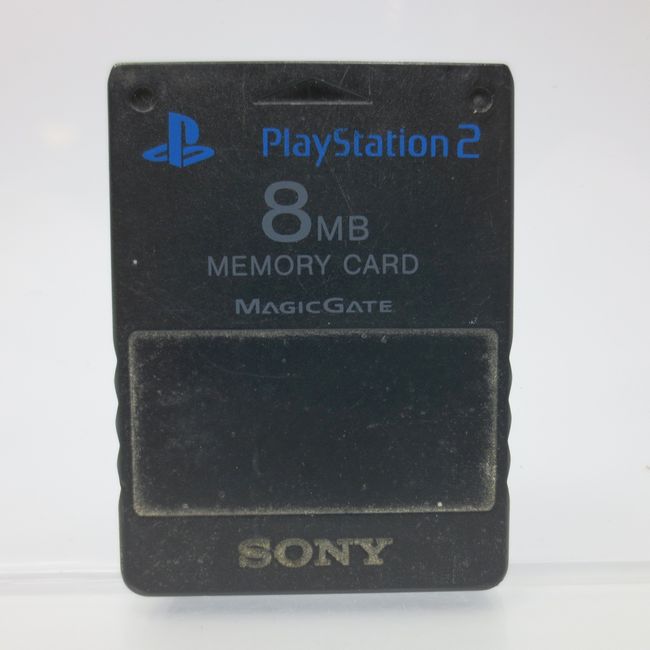 PlayStation 2
8MB
MEMORY CARD
MAGICGATE
SONY